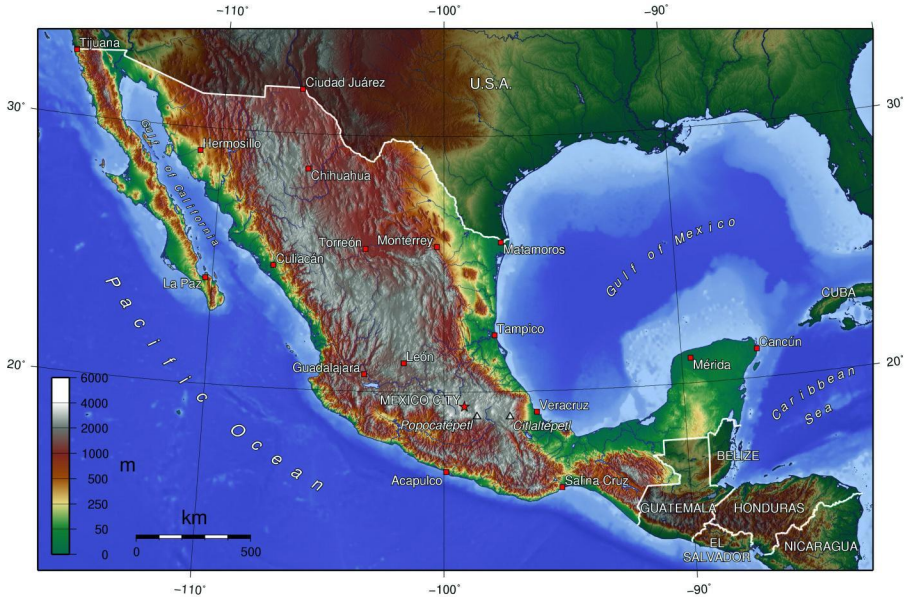 −110°
−100°
−90°
Tijuana
Ciudad Juárez
U.S.A.
30°
30°
Hermosillo
Gulf of California
Chihuahua
Torreón
Monterrey
Matamoros
Gulf of Mexico
Culiacán
La Paz
Pacific Ocean
CUBA
Tampico
Cancún
Mérida
20°
20°
Guadalajara
León
Caribbean
Sea
MEXICO CITY
Veracruz
Popocatepetl
Citlaltepetl
BELIZE
Acapulco
Salina Cruz
GUATEMALA
HONDURAS
EL
SALVADOR
NICARAGUA
6000
4000
2000
1000
500
250
50
0
m
km
0
500
−110°
−100°
−90°